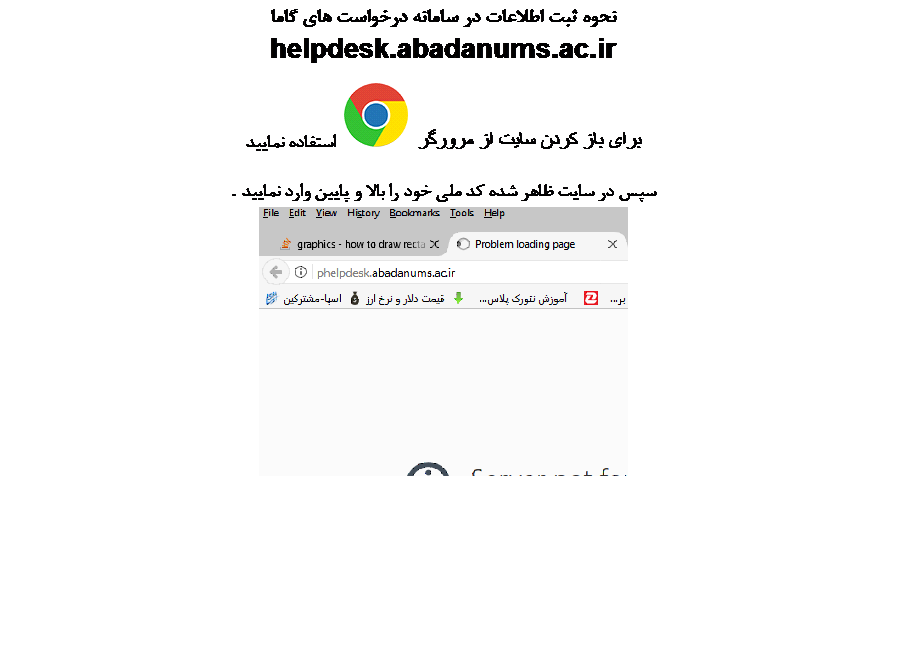 نحوه ثبت اطلاعات در سامانه درخواست های گاما
helpdesk.abadanums.ac.ir
برای باز کردن سایت از مرورگر استفاده نمایید
سپس در سایت ظاهر شده کد ملی خود را بالا و پایین وارد نمایید .
File Edit View History Bookmarks Tools Help
graphics - how to draw recta Problem loading page
phelpdesk.abadanums.ac.ir
اسپا-مشترکین قیمت دلار و نرخ ارز آموزش نتورک پلاس... بر...
Server not fo